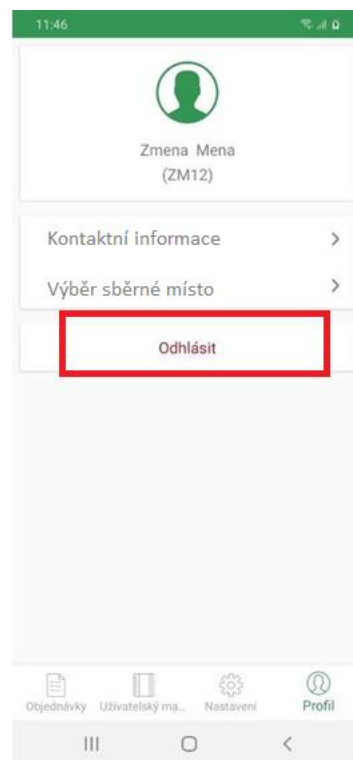 11:46
Zmena Mena
(ZM12)
Kontaktní informace
Výběr sběrné místo
Odhlásit
Objednávky Uživatelský ma... Nastavení Profil